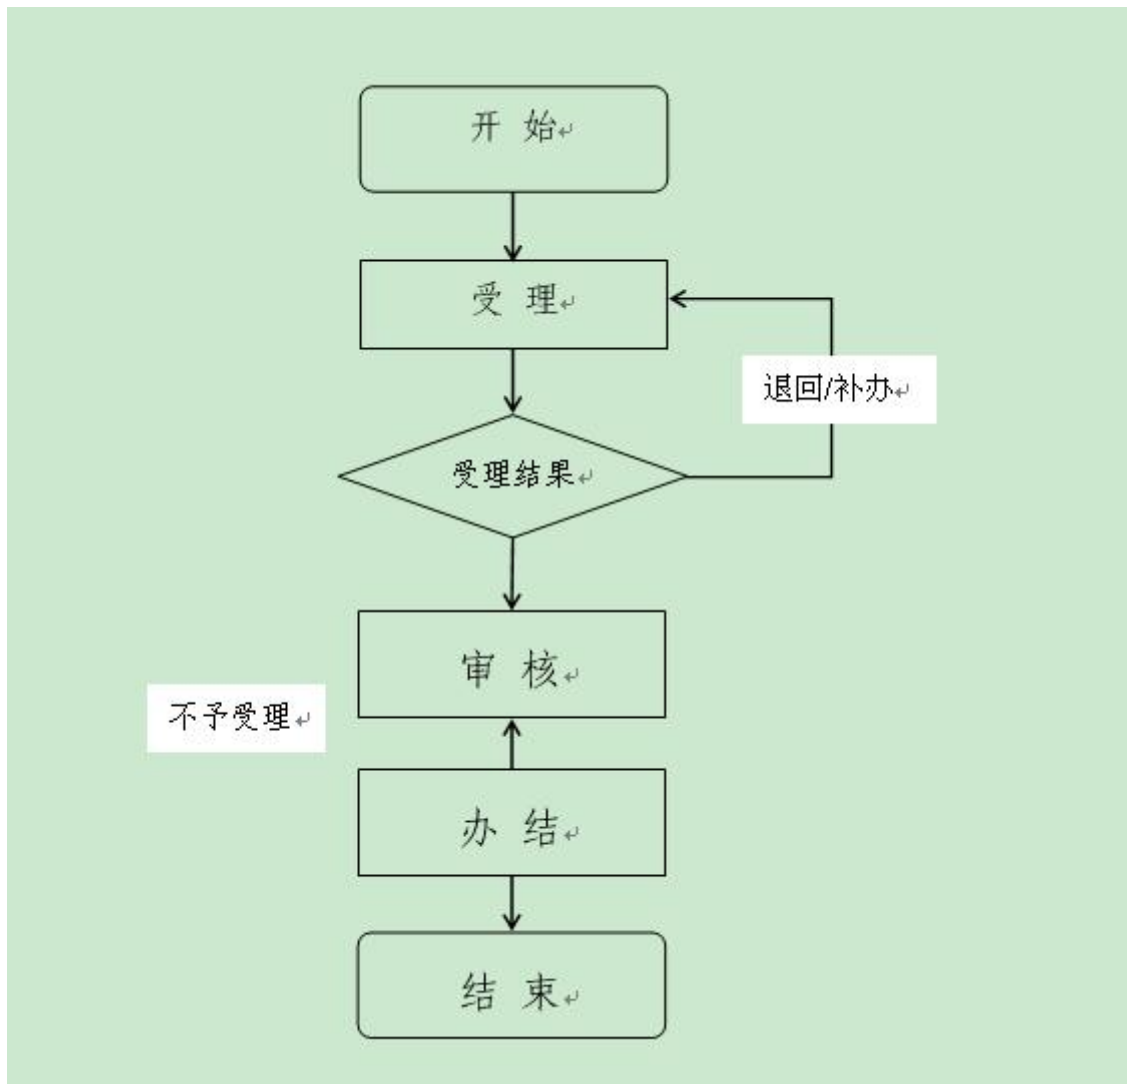 开 始
受 理
退回/补办
受理结果
审 核
不予受理
办 结
结 束